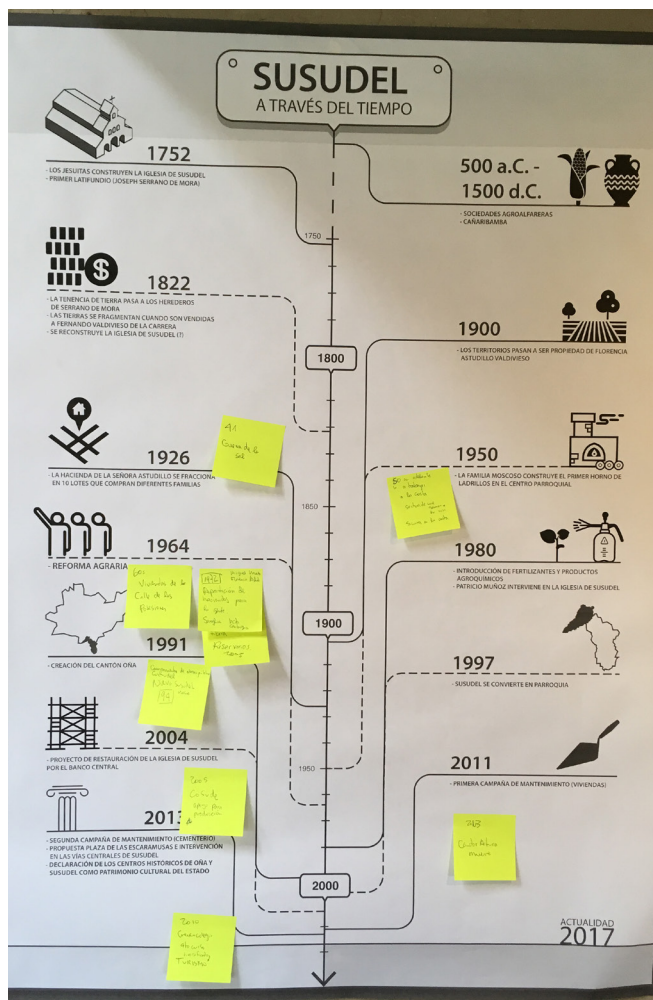 SUSUDEL
A TRAVÉS DEL TIEMPO
1752
- LOS JESUITAS CONSTRUYEN LA IGLESIA DE SUSUDEL
- PRIMER LATIFUNDIO (JOSEPH SERRANO DE MORA)
500 a.C. -
1500 d.C.
- SOCIEDADES AGROALFARERAS
- CAÑARIBAMBA
1750
1822
- LA TENENCIA DE TIERRA PASA A LOS HEREDEROS
DE SERRANO DE MORA
- LAS TIERRAS SE FRAGMENTAN CUANDO SON VENDIDAS
A FERNANDO VALDIVIESO DE LA CARRERA
- SE RECONSTRUYE LA IGLESIA DE SUSUDEL (?)
1900
- LOS TERRITORIOS PASAN A SER PROPIEDAD DE FLORENCIA
ASTUDILLO VALDIVIESO
1800
1926
- LA HACIENDA DE LA SEÑORA ASTUDILLO SE FRACCIONA
EN 10 LOTES QUE COMPRAN DIFERENTES FAMILIAS
41
1950
- LA FAMILIA MOSCOSO CONSTRUYE EL PRIMER HORNO DE
LADRILLOS EN EL CENTRO PARROQUIAL
1850
1964
- REFORMA AGRARIA
1980
- INTRODUCCIÓN DE FERTILIZANTES Y PRODUCTOS
AGROQUÍMICOS
- PATRICIO MUÑOZ INTERVIENE EN LA IGLESIA DE SUSUDEL
Calle de los
1900
1991
- CREACIÓN DEL CANTÓN OÑA
1997
- SUSUDEL SE CONVIERTE EN PARROQUIA
94
2004
- PROYECTO DE RESTAURACIÓN DE LA IGLESIA DE SUSUDEL
POR EL BANCO CENTRAL
1950
2011
- PRIMERA CAMPAÑA DE MANTENIMIENTO (VIVIENDAS)
2013
- SEGUNDA CAMPAÑA DE MANTENIMIENTO (CEMENTERIO)
- PROPUESTA PLAZA DE LAS ESCARAMUSAS E INTERVENCIÓN
EN LAS VÍAS CENTRALES DE SUSUDEL
- DECLARACIÓN DE LOS CENTROS HISTÓRICOS DE OÑA Y
SUSUDEL COMO PATRIMONIO CULTURAL DEL ESTADO
2000
ACTUALIDAD
2017